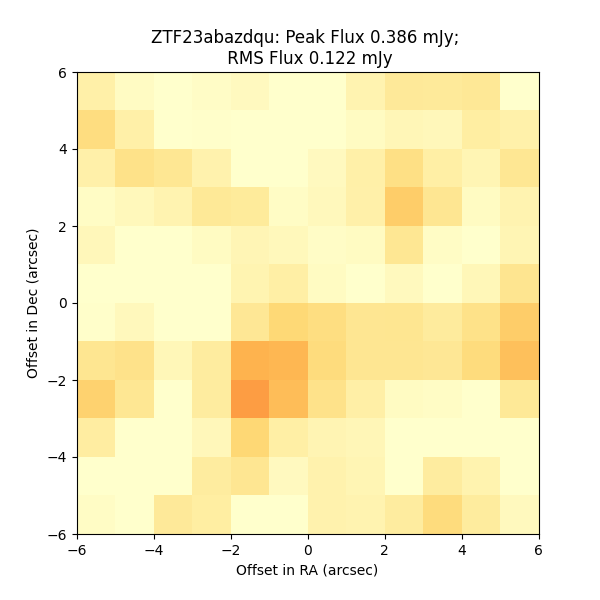 ZTF23abazdqu: Peak Flux 0.386 mJy;
RMS Flux 0.122 mJy
6
4
2
0
−2
−4
−6
Offset in Dec (arcsec)
−6 −4 −2 0 2 4 6
Offset in RA (arcsec)